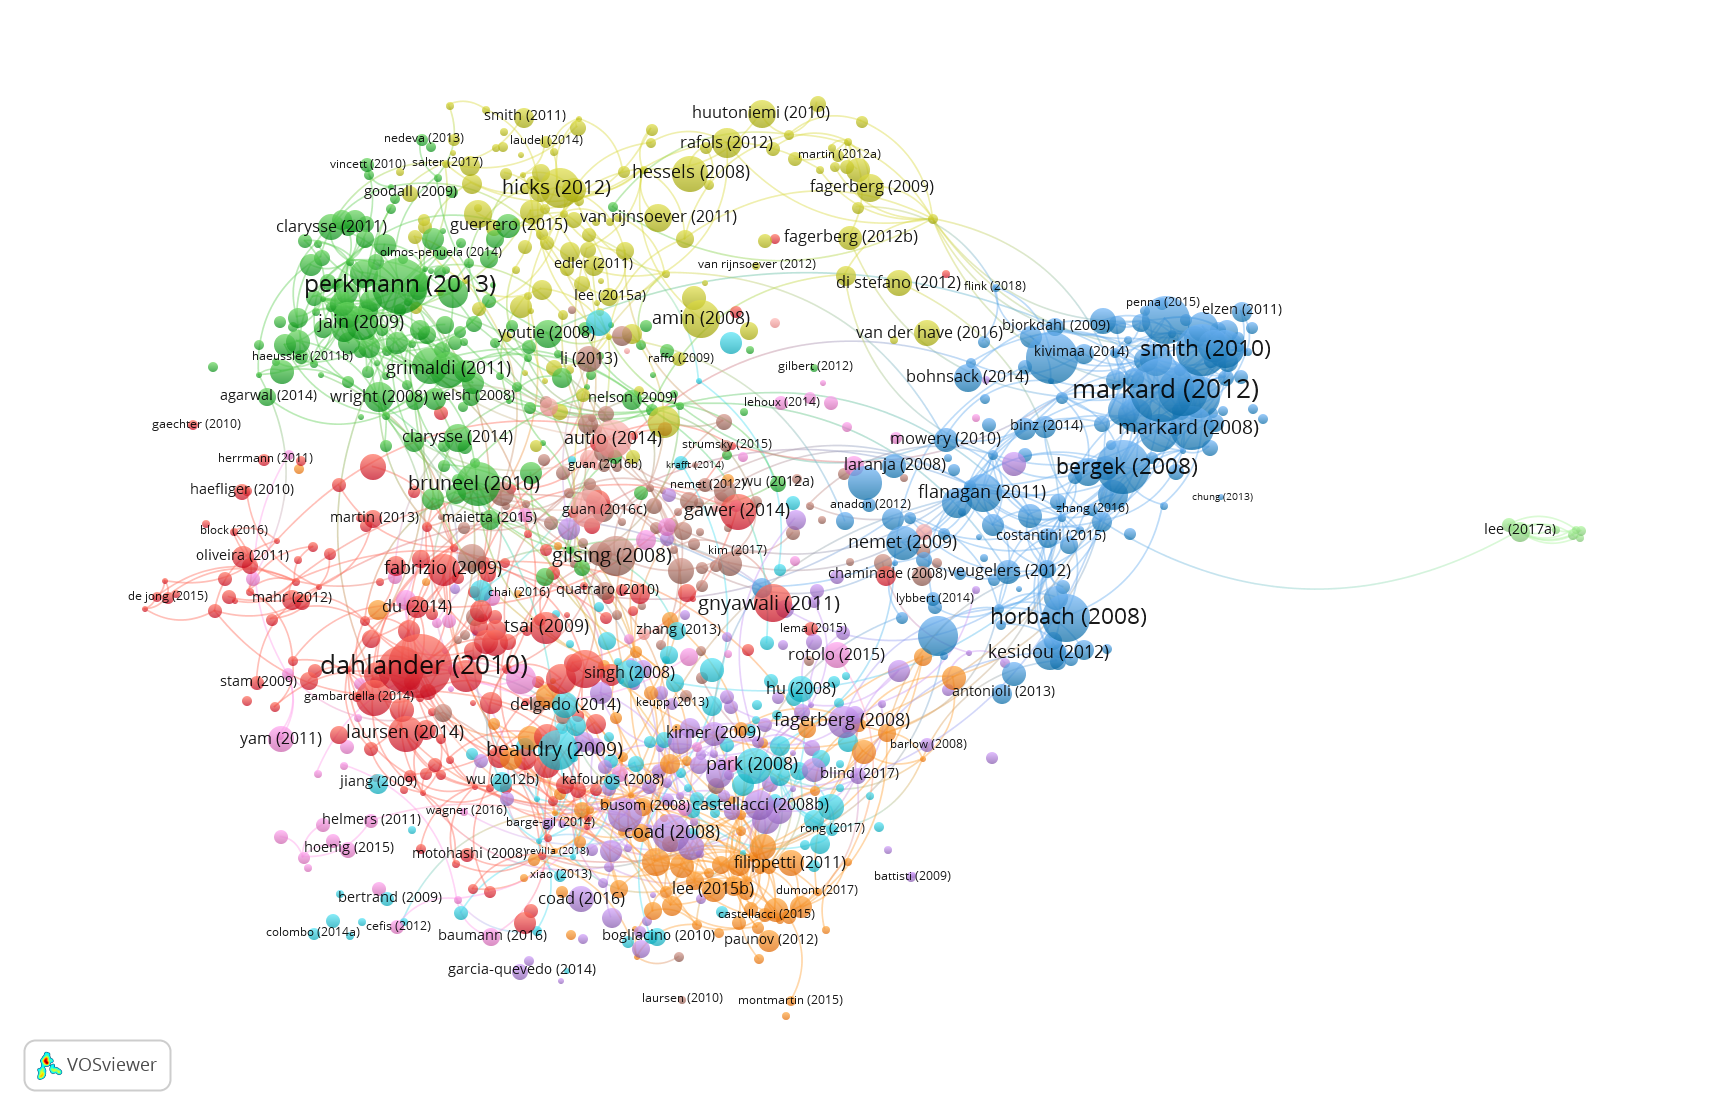 huutoniemi (2010)
smith (2011)
nedeva (2013)
laudel (2014)
rafols (2012)
martin (2012a)
vincett (2010)
salter (2017)
hessels (2008)
goodall (2009)
hicks (2012)
fagerberg (2009)
van rijnsoever (2011)
clarysse (2011)
guerrero (2015)
fagerberg (2012b)
olmos-penuela (2014)
edler (2011)
van rijnsoever (2012)
perkmann (2013)
lee (2015a)
di stefano (2012)
flink (2018)
penna (2015)
elzen (2011)
jain (2009)
youtie (2008)
amin (2008)
van der have (2016)
bjorkdahl (2009)
haeussler (2011b)
grimaldi (2011)
li (2013)
raffo (2009)
gilbert (2012)
kivimaa (2014)
smith (2010)
bohnsack (2014)
markard (2012)
agarwal (2014)
wright (2008)
welsh (2008)
nelson (2009)
lehoux (2014)
gaechter (2010)
clarysse (2014)
autio (2014)
strumsky (2015)
mowery (2010)
binz (2014)
markard (2008)
herrmann (2011)
guan (2016b)
krafft (2014)
laranja (2008)
bergek (2008)
haefliger (2010)
bruneel (2010)
nemet (2012)
wu (2012a)
flanagan (2011)
chung (2013)
martin (2013)
maietta (2015)
guan (2016c)
gawer (2014)
anadon (2012)
zhang (2016)
block (2016)
lee (2017a)
oliveira (2011)
fabrizio (2009)
gilsing (2008)
kim (2017)
nemet (2009)
costantini (2015)
de jong (2015)
mahr (2012)
du (2014)
chai (2016)
quatraro (2010)
chaminade (2008)
veugelers (2012)
gnyawali (2011)
lybbert (2014)
horbach (2008)
tsai (2009)
zhang (2013)
lema (2015)
dahlander (2010)
rotolo (2015)
kesidou (2012)
stam (2009)
gambardella (2014)
singh (2008)
hu (2008)
antonioli (2013)
delgado (2014)
keupp (2013)
yam (2011)
laursen (2014)
kirner (2009)
fagerberg (2008)
beaudry (2009)
barlow (2008)
jiang (2009)
wu (2012b)
kafouros (2008)
park (2008)
blind (2017)
wagner (2016)
busom (2008)
castellacci (2008b)
helmers (2011)
barge-gil (2014)
coad (2008)
rong (2017)
hoenig (2015)
motohashi (2008)
revilla (2018)
filippetti (2011)
xiao (2013)
battisti (2009)
bertrand (2009)
coad (2016)
lee (2015b)
dumont (2017)
castellacci (2015)
colombo (2014a)
cefis (2012)
baumann (2016)
bogliacino (2010)
paunov (2012)
garcia-quevedo (2014)
laursen (2010)
montmartin (2015)
VOSviewer